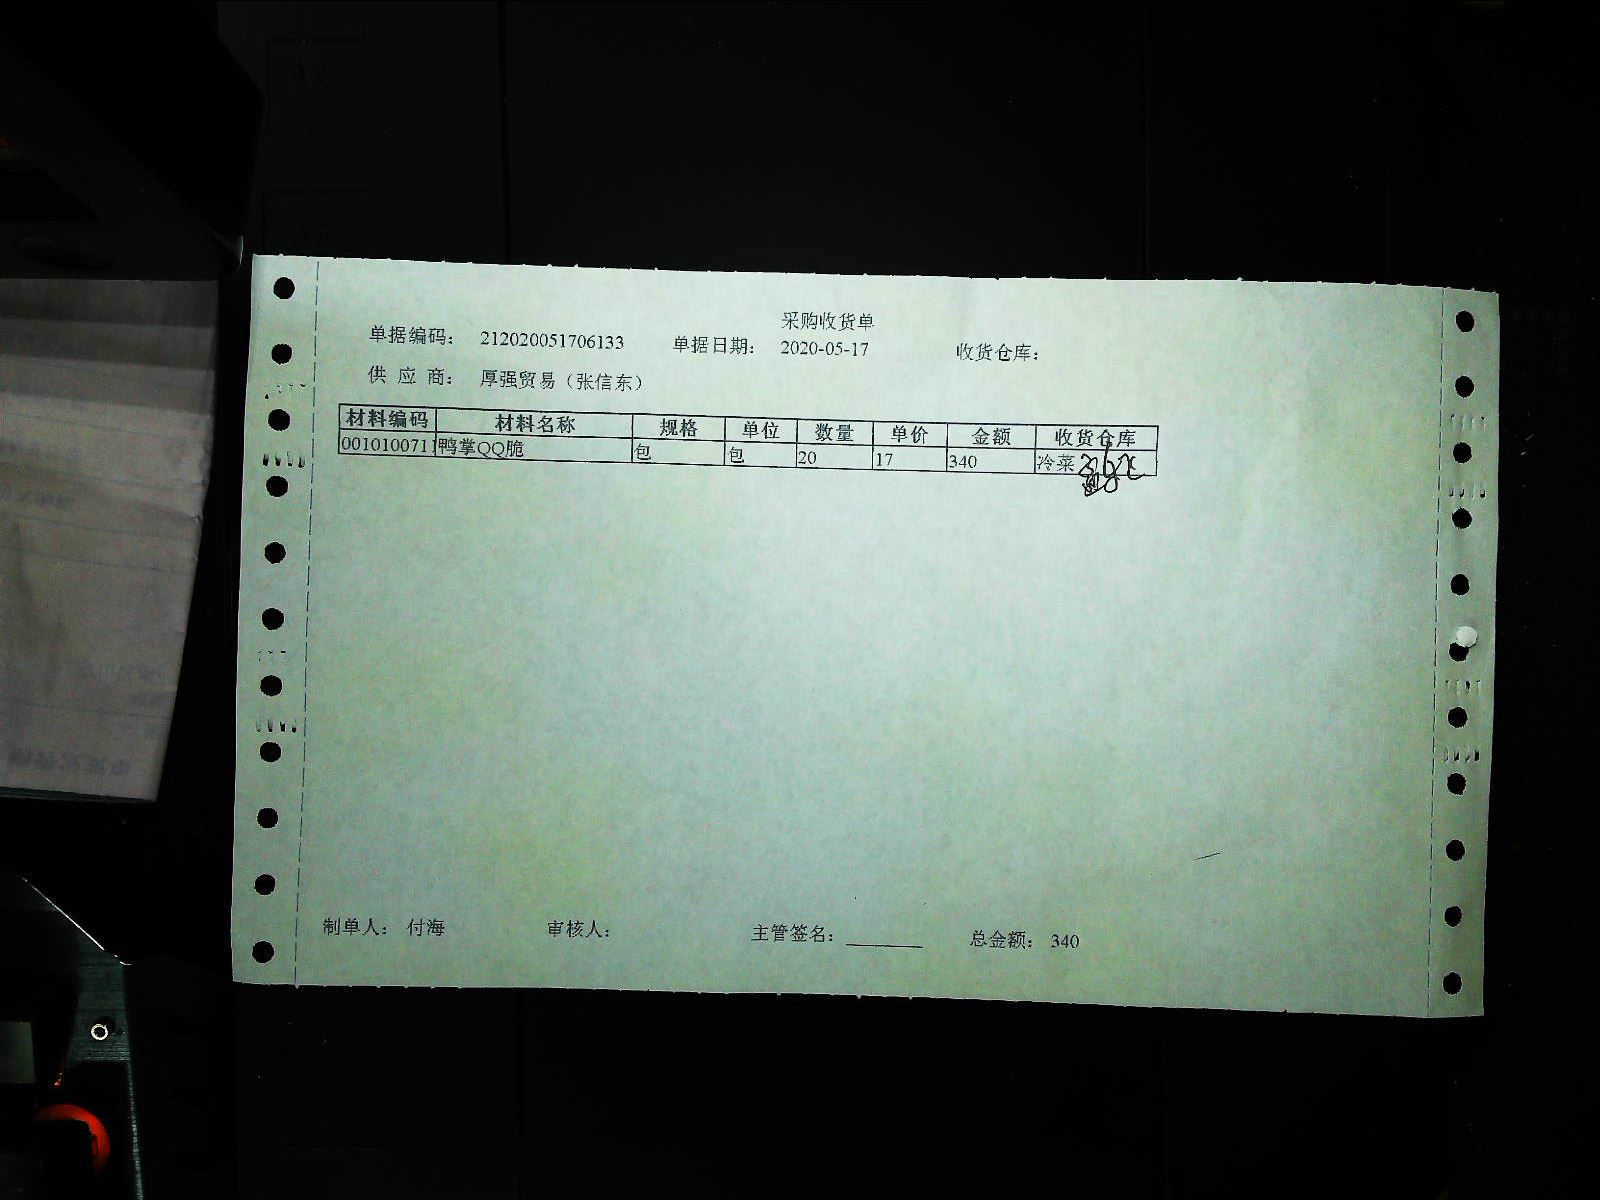 采购收货单
单据编码： 212020051706133 单据日期： 2020-05-17 收货仓库：
供 应 商： 厚强贸易（张信东）
材料编码 材料名称 规格 单位 数量 单价 金额 收货仓库
001010071 鸭掌QQ脆 包 包 20 17 340 冷菜
制单人： 付海 审核人： 主管签名： 总金额： 340